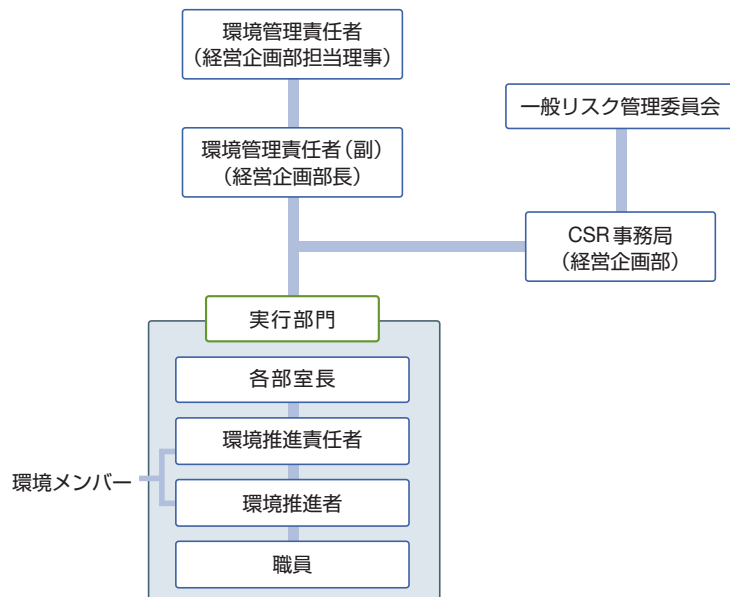 環境管理責任者
（経営企画部担当理事）
一般リスク管理委員会
環境管理責任者（副）
（経営企画部長）
CSR事務局
（経営企画部）
実行部門
各部室長
環境推進責任者
環境メンバー
環境推進者
職員